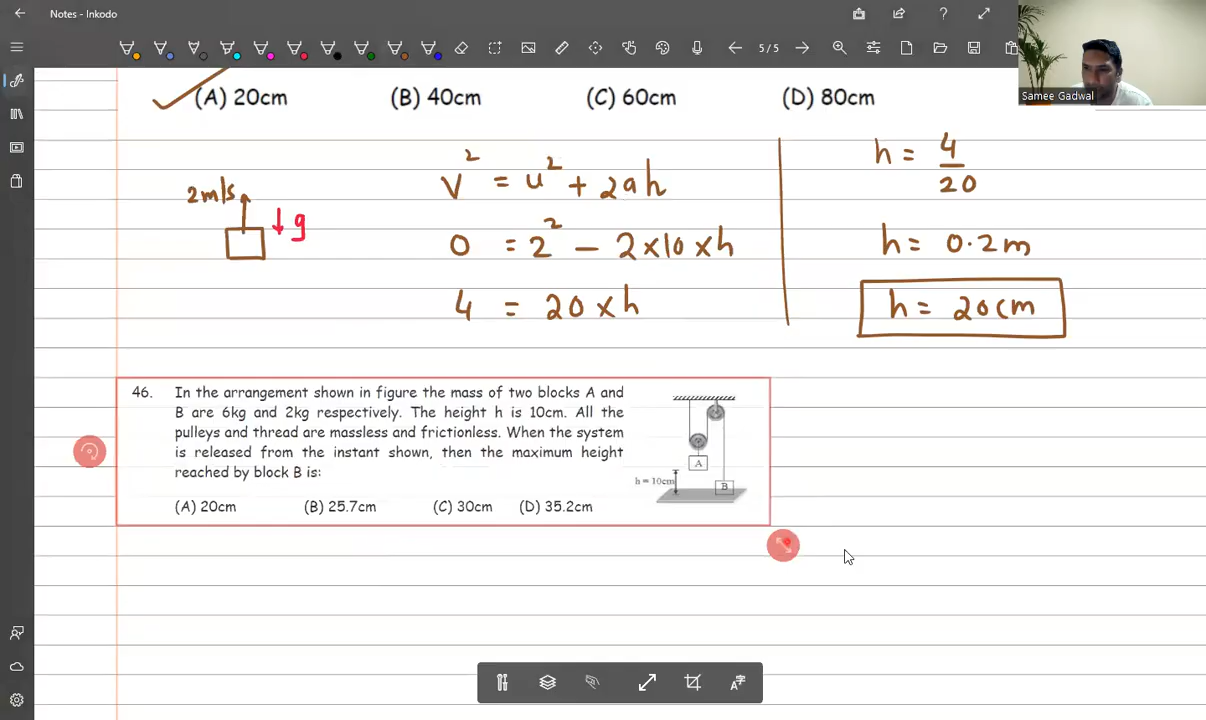 Notes - Inkodo
5 / 5
Samee Gadwal
(A) 20cm (B) 40cm (C) 60cm (D) 80cm
2m/s
↓ g
v² = u² + 2ah
0 = 2² - 2×10×h
4 = 20×h
h = 4/20
h = 0.2m
h = 20cm
46. In the arrangement shown in figure the mass of two blocks A and
B are 6kg and 2kg respectively. The height h is 10cm. All the
pulleys and thread are massless and frictionless. When the system
is released from the instant shown, then the maximum height
reached by block B is:
(A) 20cm (B) 25.7cm (C) 30cm (D) 35.2cm
A
h = 10cm
B